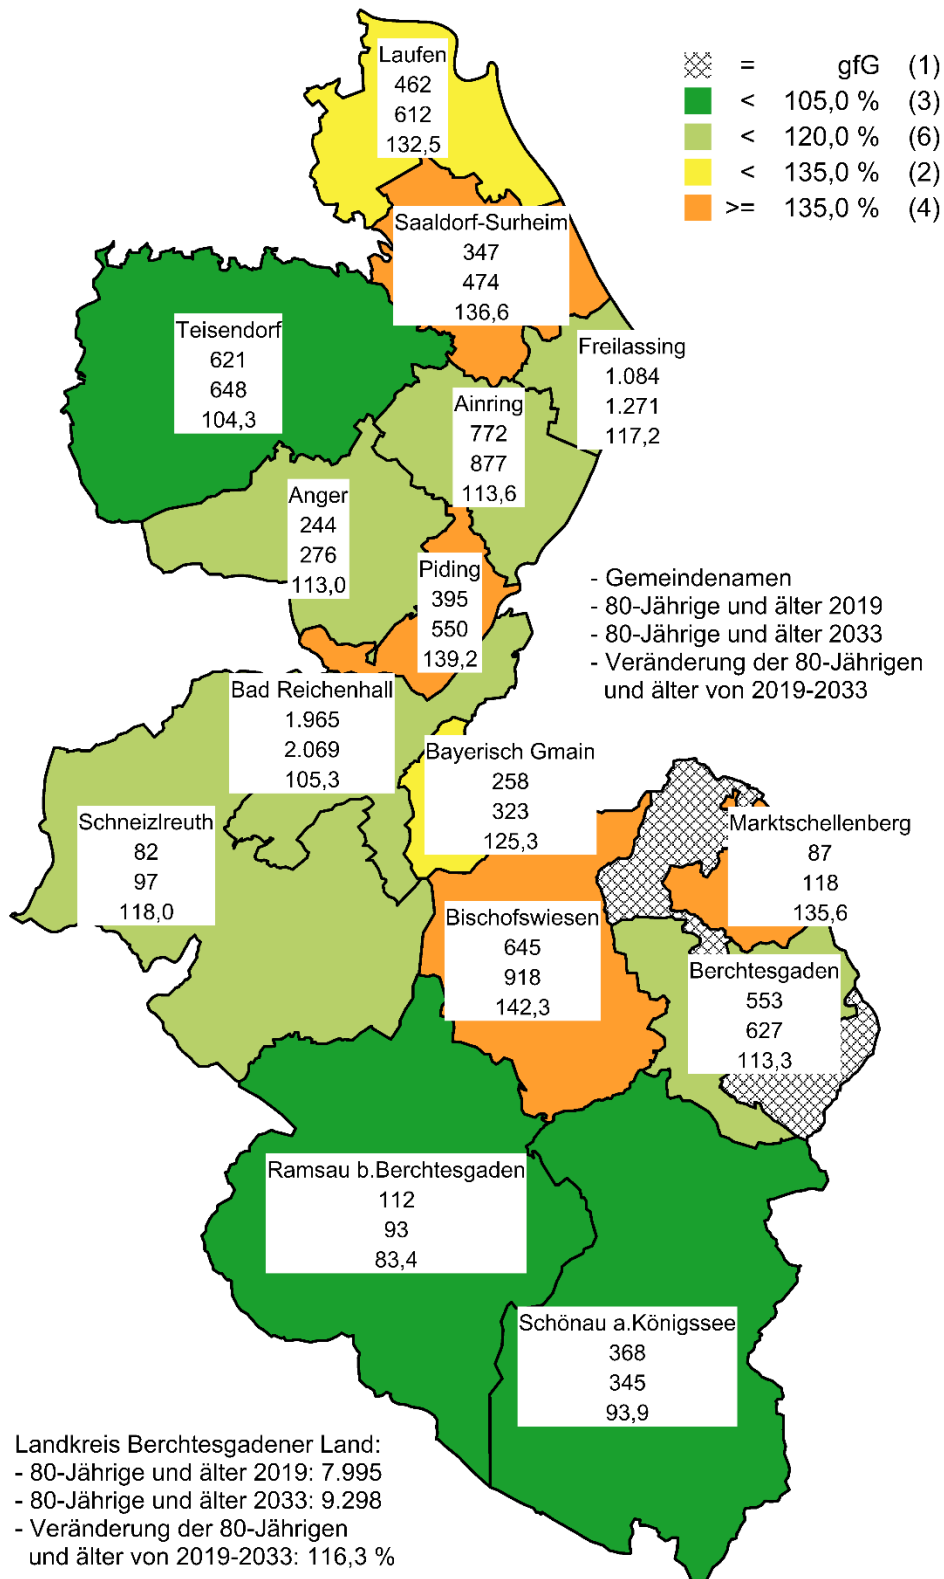 Laufen
462
612
132,5
= gfG (1)
< 105,0 % (3)
< 120,0 % (6)
< 135,0 % (2)
>= 135,0 % (4)
Saaldorf-Surheim
347
474
136,6
Teisendorf
621
648
104,3
Freilassing
1.084
1.271
117,2
Ainring
772
877
113,6
Anger
244
276
113,0
Piding
395
550
139,2
- Gemeindenamen
- 80-Jährige und älter 2019
- 80-Jährige und älter 2033
- Veränderung der 80-Jährigen
und älter von 2019-2033
Bad Reichenhall
1.965
2.069
105,3
Bayerisch Gmain
258
323
125,3
Schneizlreuth
82
97
118,0
Marktschellenberg
87
118
135,6
Bischofswiesen
645
918
142,3
Berchtesgaden
553
627
113,3
Ramsau b.Berchtesgaden
112
93
83,4
Schönau a.Königssee
368
345
93,9
Landkreis Berchtesgadener Land:
- 80-Jährige und älter 2019: 7.995
- 80-Jährige und älter 2033: 9.298
- Veränderung der 80-Jährigen
und älter von 2019-2033: 116,3 %